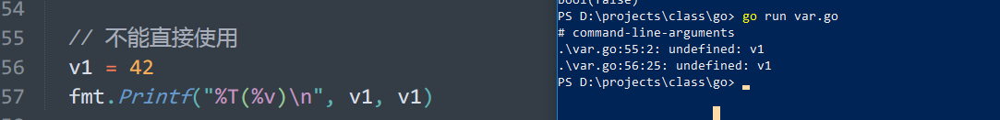 54
55 // 不能直接使用
56 v1 = 42
57 fmt.Printf("%T(%v)\n", v1, v1)
bool(false)
PS D:\projects\class\go> go run var.go
# command-line-arguments
.\var.go:55:2: undefined: v1
.\var.go:56:25: undefined: v1
PS D:\projects\class\go>